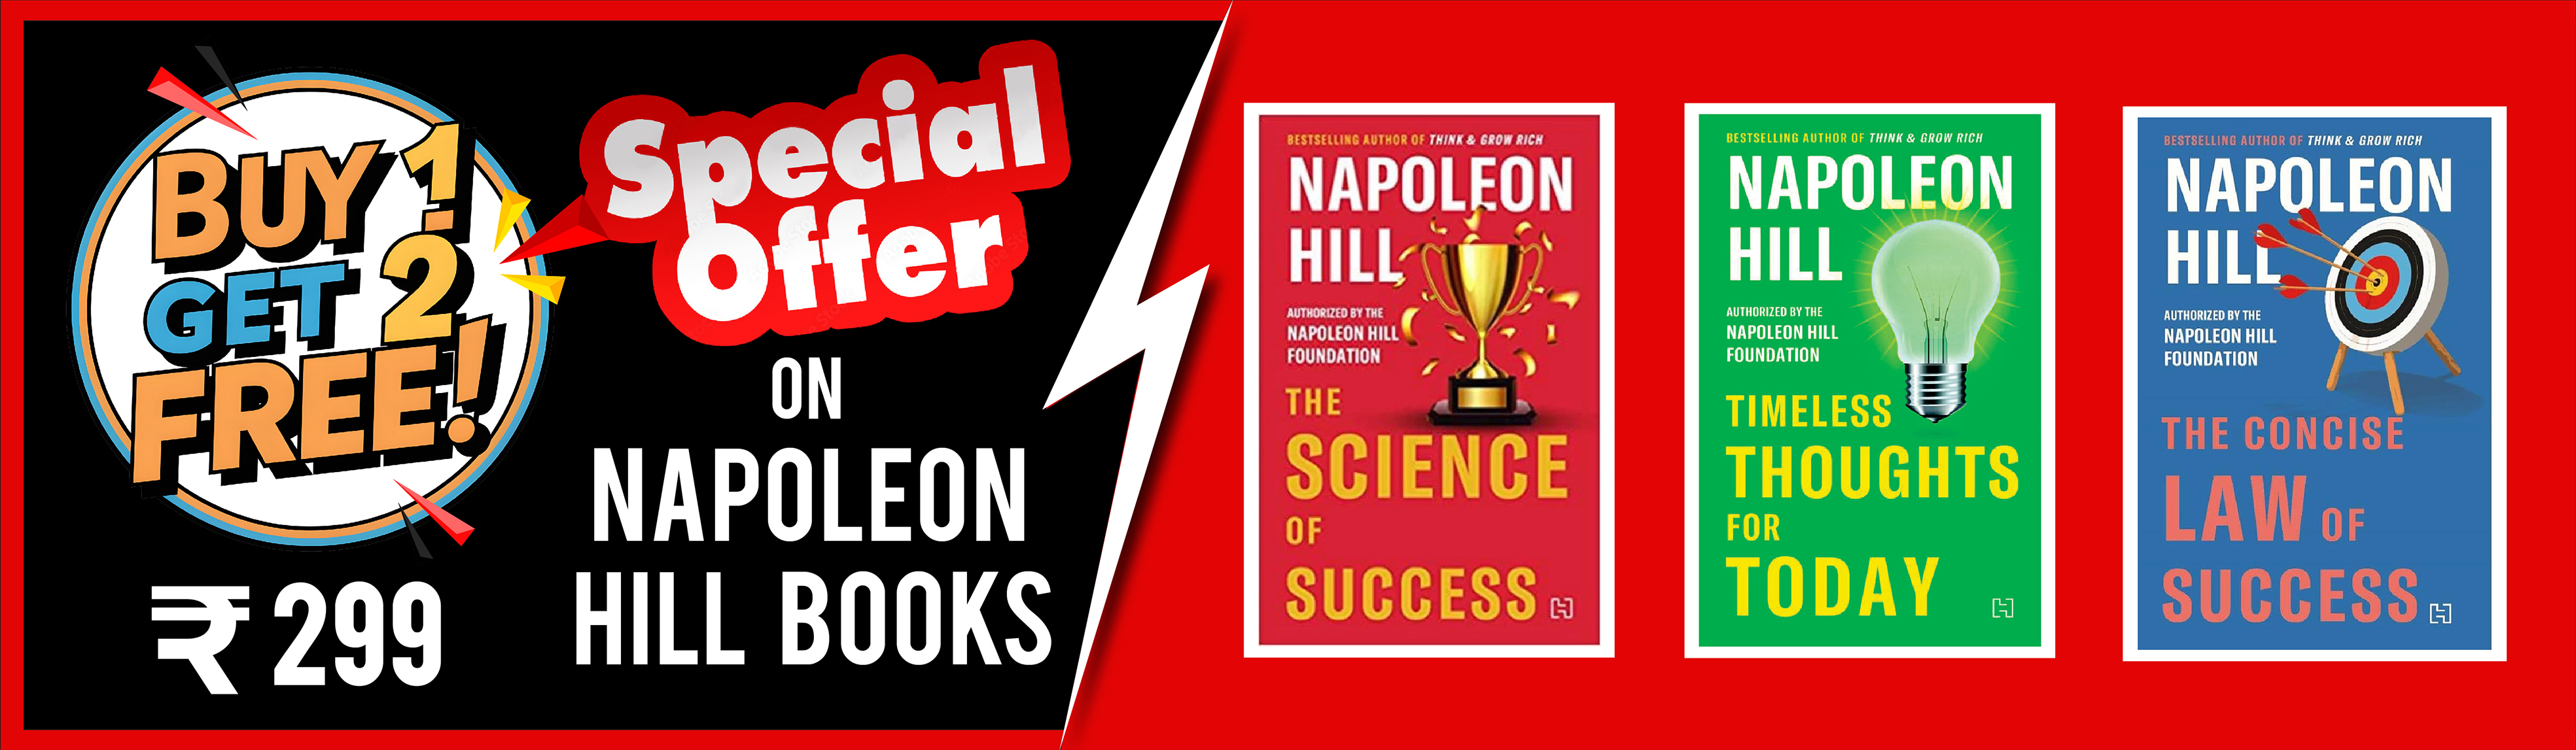 BUY 1
GET 2
FREE!
₹ 299
Special
Offer
ON
NAPOLEON
HILL BOOKS
BESTSELLING AUTHOR OF THINK & GROW RICH
NAPOLEON
HILL
AUTHORIZED BY THE
NAPOLEON HILL
FOUNDATION
THE
SCIENCE
OF
SUCCESS
BESTSELLING AUTHOR OF THINK & GROW RICH
NAPOLEON
HILL
AUTHORIZED BY THE
NAPOLEON HILL
FOUNDATION
TIMELESS
THOUGHTS
FOR
TODAY
BESTSELLING AUTHOR OF THINK & GROW RICH
NAPOLEON
HILL
AUTHORIZED BY THE
NAPOLEON HILL
FOUNDATION
THE CONCISE
LAW OF
SUCCESS